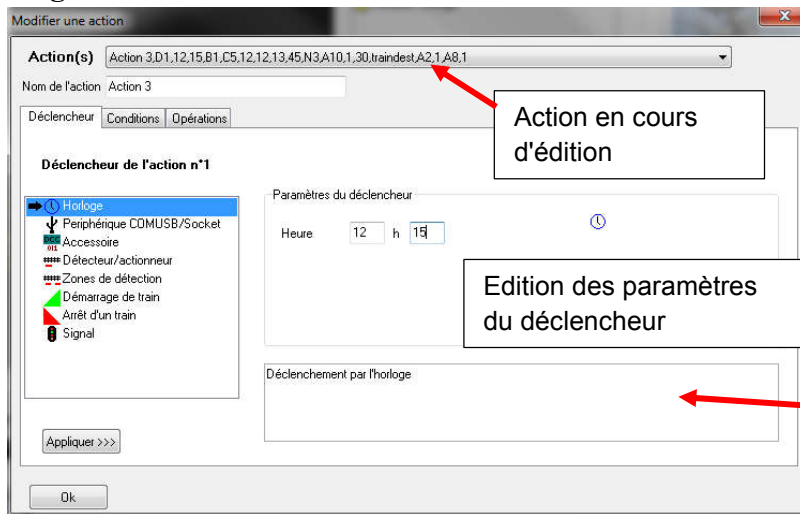 Modifier une action
Action(s) Action 3,D1,12,15,B1,C5,12,12,13,45,N3,A10,1,30,traindest,A2,1,A8,1
Nom de l'action Action 3
Action en cours
d'édition
Déclencheur Conditions Opérations
Déclencheur de l'action n°1
Horloge
Periphérique COMUSB/Socket
Accessoire
Détecteur/actionneur
Zones de détection
Démarrage de train
Arrêt d'un train
Signal
Paramètres du déclencheur
Heure 12 h 15
Edition des paramètres
du déclencheur
Déclenchement par l'horloge
Appliquer >>>
Ok